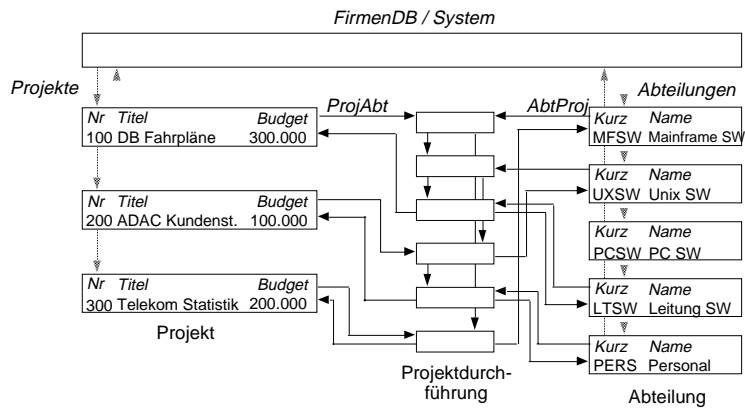 FirmenDB / System
Projekte
ProjAbt
AbtProj
Abteilungen
Nr Titel Budget
100 DB Fahrpläne 300.000
Nr Titel Budget
200 ADAC Kundenst. 100.000
Nr Titel Budget
300 Telekom Statistik 200.000
Projekt
Projektdurch-
führung
Kurz Name
MFSW Mainframe SW
Kurz Name
UXSW Unix SW
Kurz Name
PCSW PC SW
Kurz Name
LTSW Leitung SW
Kurz Name
PERS Personal
Abteilung